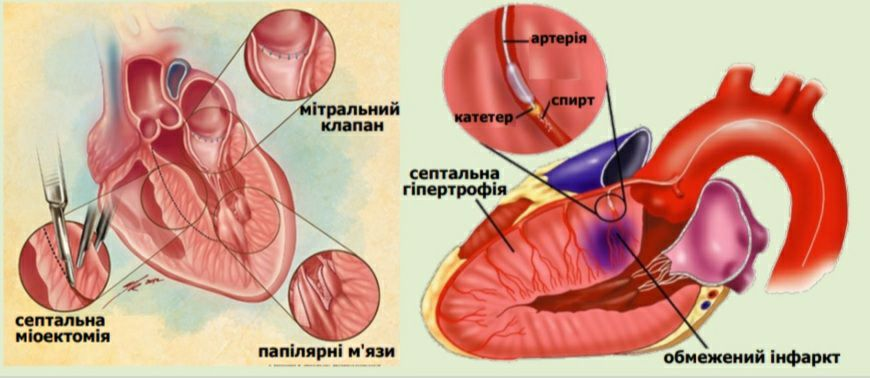 мітральний
клапан
септальна
міоектомія
папілярні м'язи
артерія
спирт
катетер
септальна
гіпертрофія
обмежений інфаркт